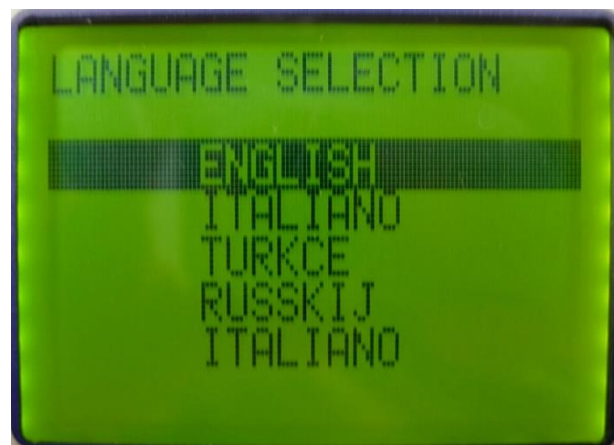 LANGUAGE SELECTION
ENGLISH
ITALIANO
TURKCE
RUSSKIJ
ITALIANO